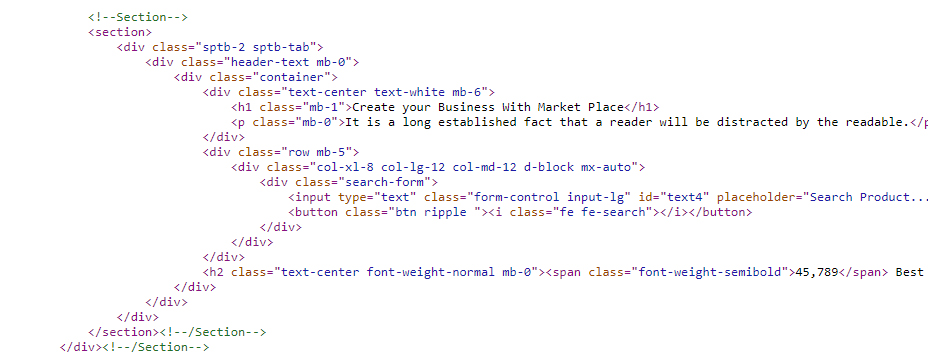 <!--Section-->
<section>
<div class="sptb-2 sptb-tab">
<div class="header-text mb-0">
<div class="container">
<div class="text-center text-white mb-6">
<h1 class="mb-1">Create your Business With Market Place</h1>
<p class="mb-0">It is a long established fact that a reader will be distracted by the readable.</p
</div>
<div class="row mb-5">
<div class="col-xl-8 col-lg-12 col-md-12 d-block mx-auto">
<div class="search-form">
<input type="text" class="form-control input-lg" id="text4" placeholder="Search Product...
<button class="btn ripple "><i class="fe fe-search"></i></button>
</div>
</div>
</div>
<h2 class="text-center font-weight-normal mb-0"><span class="font-weight-semibold">45,789</span> Best
</div>
</div>
</div>
</section><!--/Section-->
</div><!--/Section-->